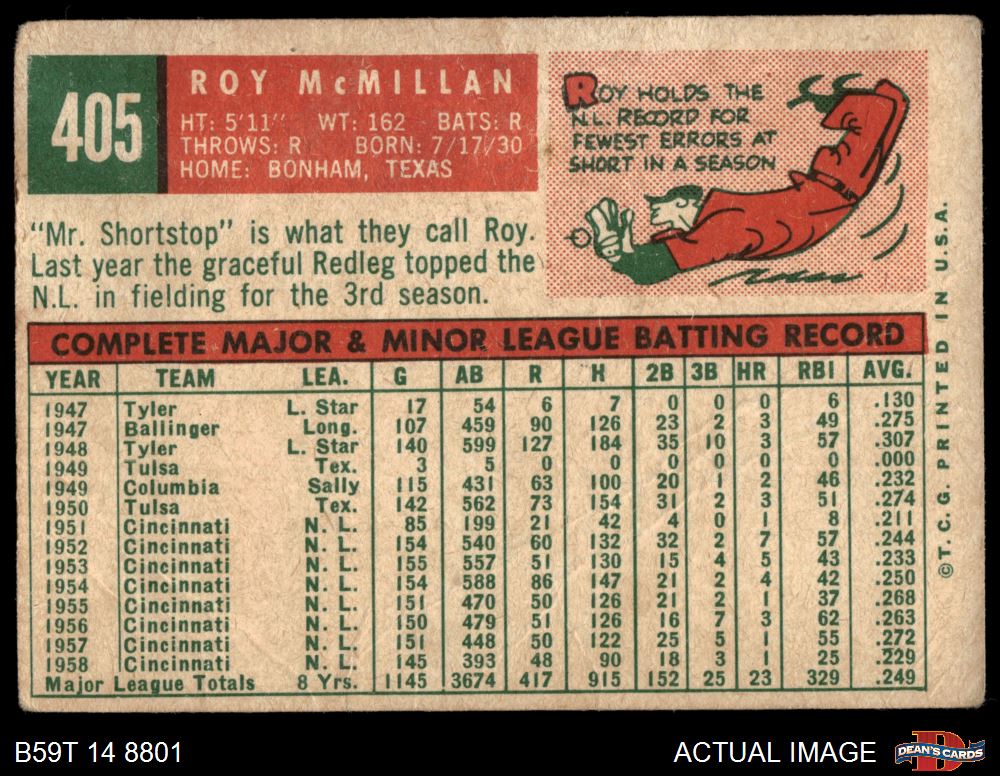 405
ROY McMILLAN
HT: 5'11" WT: 162 BATS: R
THROWS: R BORN: 7/17/30
HOME: BONHAM, TEXAS
ROY HOLDS THE
N.L. RECORD FOR
FEWEST ERRORS AT
SHORT IN A SEASON
"Mr. Shortstop" is what they call Roy.
Last year the graceful Redleg topped the
N.L. in fielding for the 3rd season.
COMPLETE MAJOR & MINOR LEAGUE BATTING RECORD
YEAR TEAM LEA. G AB R H 2B 3B HR RBI AVG.
1947 Tyler L. Star 17 54 6 7 0 0 0 6 .130
1947 Ballinger Long. 107 459 90 126 23 2 3 49 .275
1948 Tyler L. Star 140 599 127 184 35 10 3 57 .307
1949 Tulsa Tex. 3 5 0 0 0 0 0 0 .000
1949 Columbia Sally 115 431 63 100 20 1 2 46 .232
1950 Tulsa Tex. 142 562 73 154 31 2 3 51 .274
1951 Cincinnati N. L. 85 199 21 42 4 0 1 8 .211
1952 Cincinnati N. L. 154 540 60 132 32 2 7 57 .244
1953 Cincinnati N. L. 155 557 51 130 15 4 5 43 .233
1954 Cincinnati N. L. 154 588 86 147 21 2 4 42 .250
1955 Cincinnati N. L. 151 470 50 126 21 2 1 37 .268
1956 Cincinnati N. L. 150 479 51 126 16 7 3 62 .263
1957 Cincinnati N. L. 151 448 50 122 25 5 1 55 .272
1958 Cincinnati N. L. 145 393 48 90 18 3 1 25 .229
Major League Totals 8 Yrs. 1145 3674 417 915 152 25 23 329 .249
©T. C. G. PRINTED IN U.S.A.
B59T 14 8801
ACTUAL IMAGE
DEAN'S CARDS